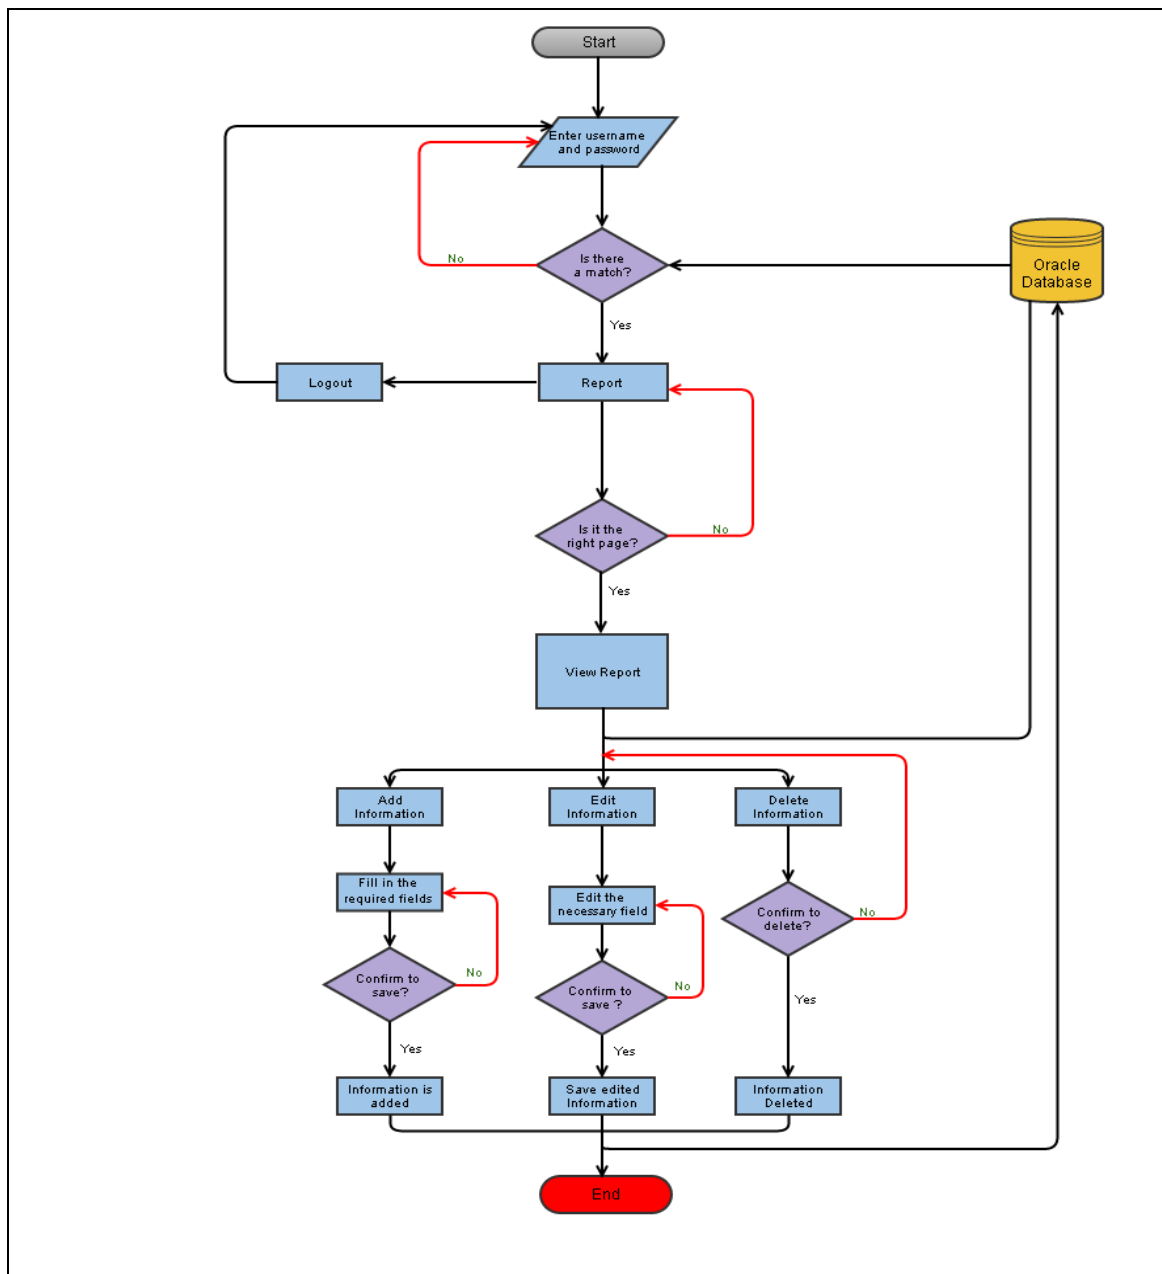 Start
Enter username
and password
Is there
a match?
No
Oracle
Database
Yes
Logout
Report
Is it the
right page?
No
Yes
View Report
Add
Information
Edit
Information
Delete
Information
Fill in the
required fields
Edit the
necessary field
Confirm to
delete?
No
Confirm to
save?
No
Confirm to
save ?
No
Yes
Yes
Yes
Information is
added
Save edited
Information
Information
Deleted
End